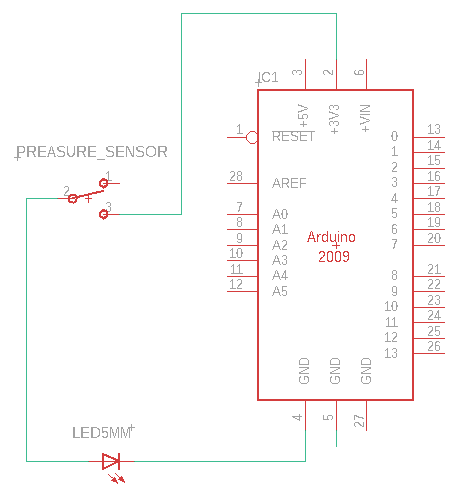 IC1
3
2
6
+5V
+3V3
+VIN
1
RESET
0
13
1
14
PREASURE_SENSOR
2
15
1
28
AREF
3
16
2
4
17
3
7
A0
5
18
8
A1
6
19
9
A2
Arduino
7
20
10
A3
2009
11
A4
8
21
12
A5
9
22
10
23
11
24
12
25
13
26
GND
GND
GND
4
5
27
LED5MM